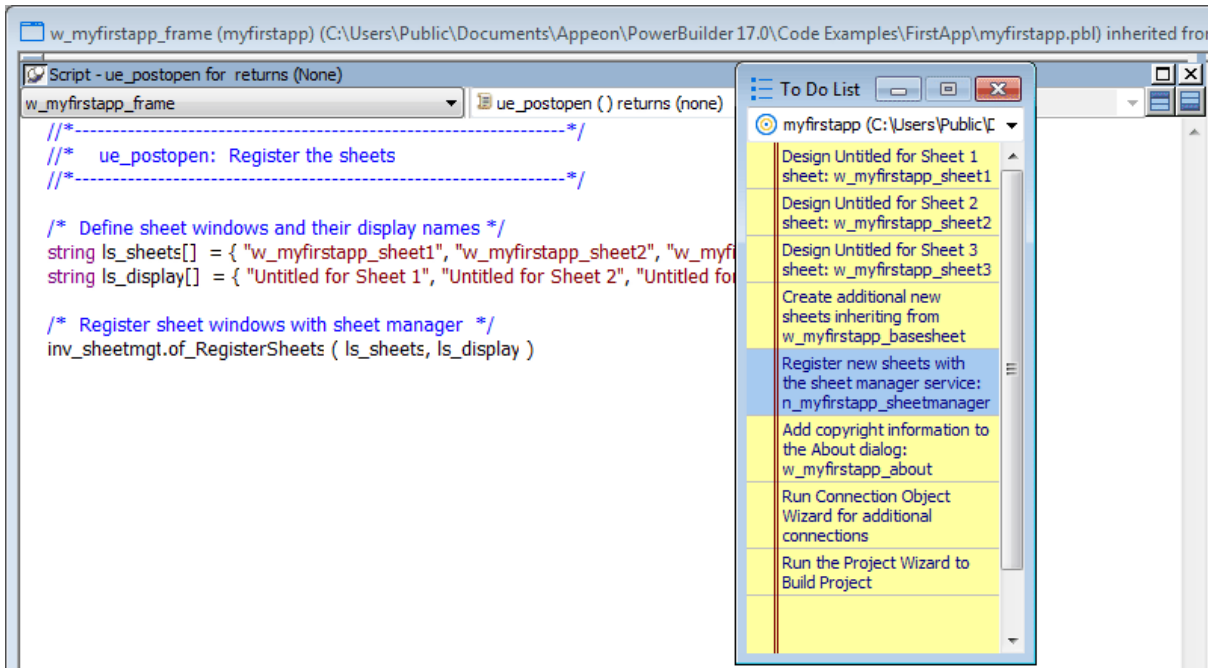 w_myfirstapp_frame (myfirstapp) (C:\Users\Public\Documents\Appeon\PowerBuilder 17.0\Code Examples\FirstApp\myfirstapp.pbl) inherited from
Script - ue_postopen for returns (None)
w_myfirstapp_frame
ue_postopen ( ) returns (none)
//*-----------------------------------------------------------------*/
//* ue_postopen: Register the sheets
//*-----------------------------------------------------------------*/
/* Define sheet windows and their display names */
string ls_sheets[] = { "w_myfirstapp_sheet1", "w_myfirstapp_sheet2", "w_myfi
string ls_display[] = { "Untitled for Sheet 1", "Untitled for Sheet 2", "Untitled for
/* Register sheet windows with sheet manager */
inv_sheetmgt.of_RegisterSheets ( ls_sheets, ls_display )
To Do List
myfirstapp (C:\Users\Public\D
Design Untitled for Sheet 1
sheet: w_myfirstapp_sheet1
Design Untitled for Sheet 2
sheet: w_myfirstapp_sheet2
Design Untitled for Sheet 3
sheet: w_myfirstapp_sheet3
Create additional new
sheets inheriting from
w_myfirstapp_basesheet
Register new sheets with
the sheet manager service:
n_myfirstapp_sheetmanager
Add copyright information to
the About dialog:
w_myfirstapp_about
Run Connection Object
Wizard for additional
connections
Run the Project Wizard to
Build Project